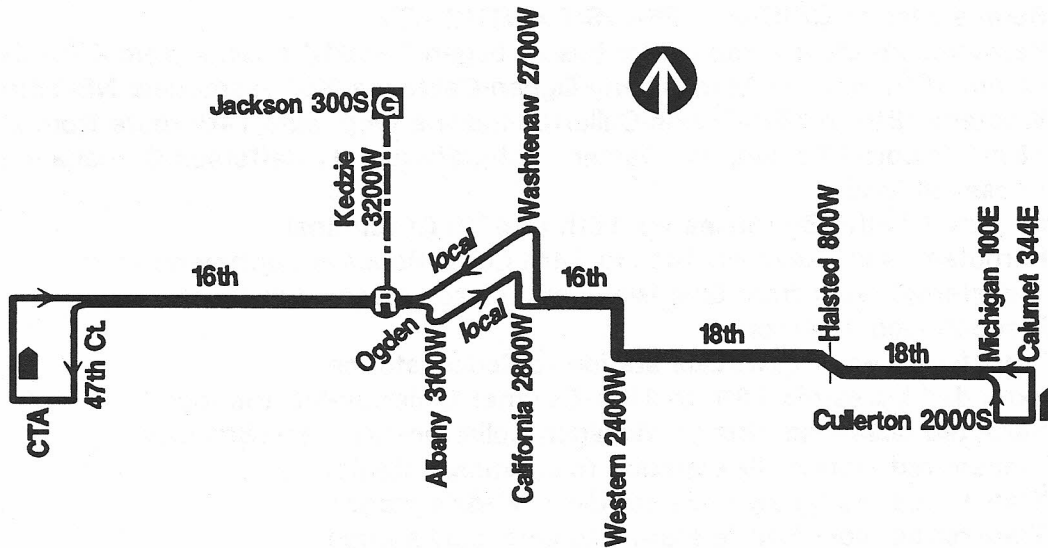 Jackson 300S
G
Kedzie
3200W
Washtenaw 2700W
local
16th
R
Ogden
local
16th
CTA
47th Ct.
Albany 3100W
California 2800W
Western 2400W
18th
Halsted 800W
18th
Michigan 100E
Calumet 344E
Cullerton 2000S